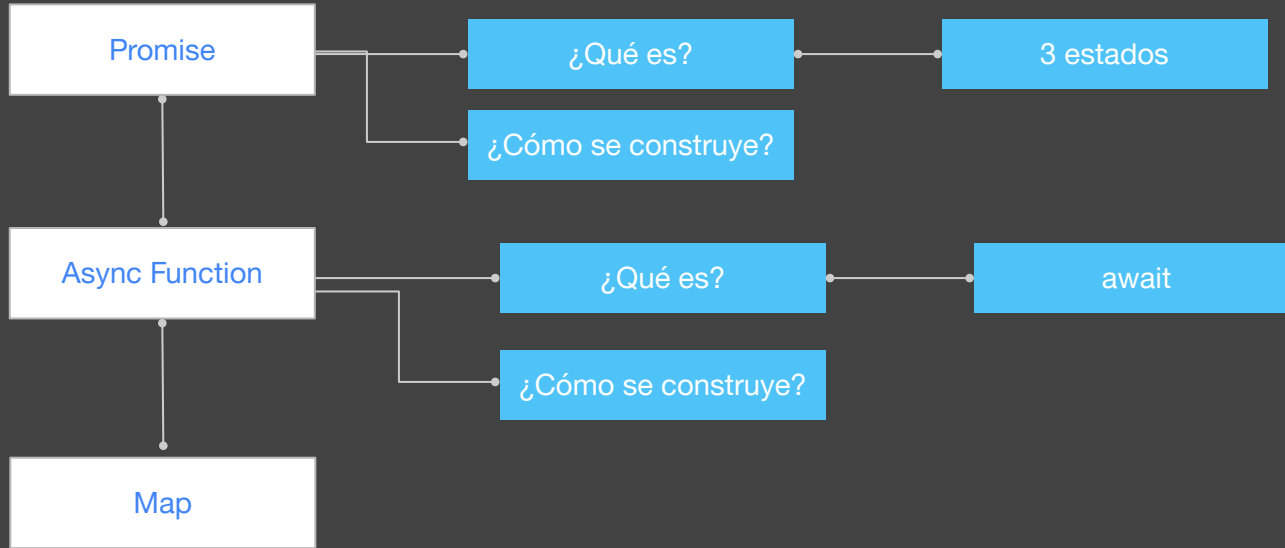 Promise
¿Qué es?
3 estados
¿Cómo se construye?
Async Function
¿Qué es?
await
¿Cómo se construye?
Map